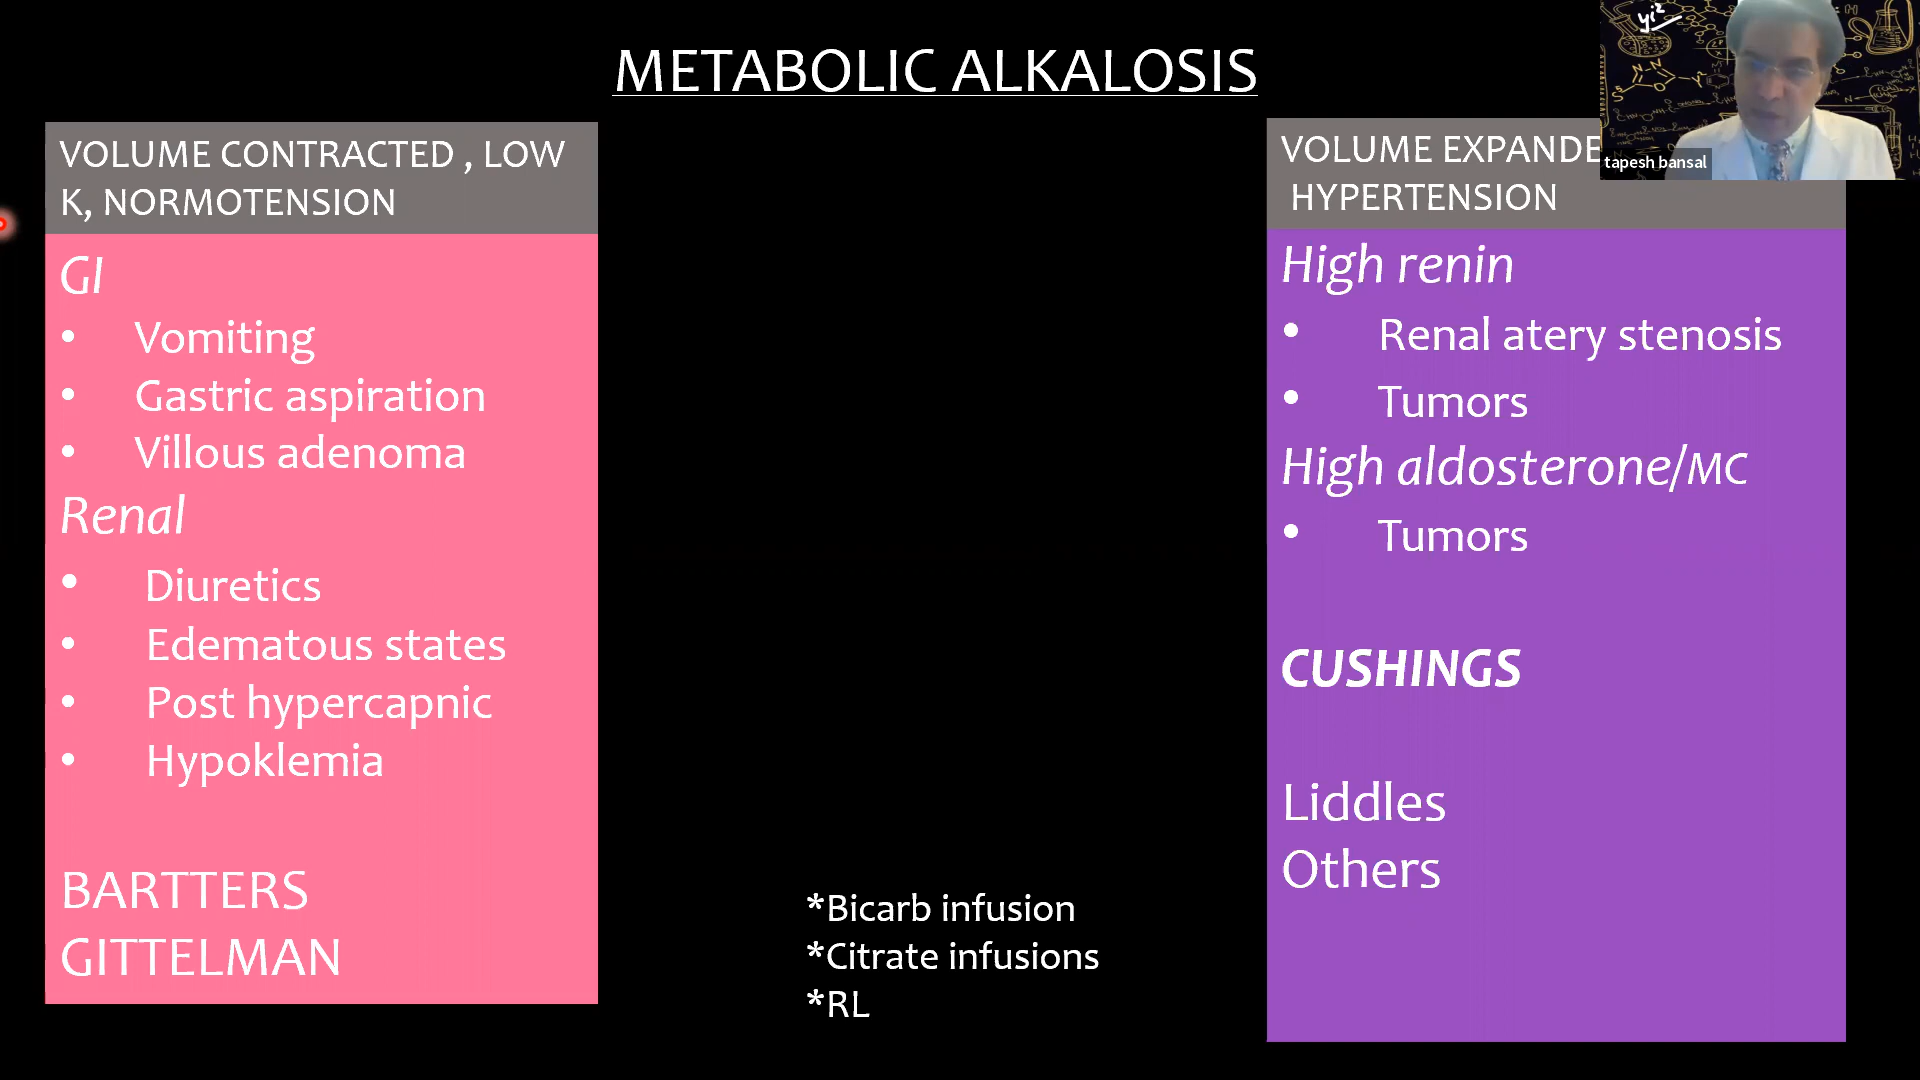 METABOLIC ALKALOSIS
VOLUME CONTRACTED , LOW
K, NORMOTENSION
GI
• Vomiting
• Gastric aspiration
• Villous adenoma
Renal
• Diuretics
• Edematous states
• Post hypercapnic
• Hypoklemia
BARTTERS
GITTELMAN
*Bicarb infusion
*Citrate infusions
*RL
VOLUME EXPANDE
HYPERTENSION
High renin
• Renal atery stenosis
• Tumors
High aldosterone/MC
• Tumors
CUSHINGS
Liddles
Others
tapesh bansal